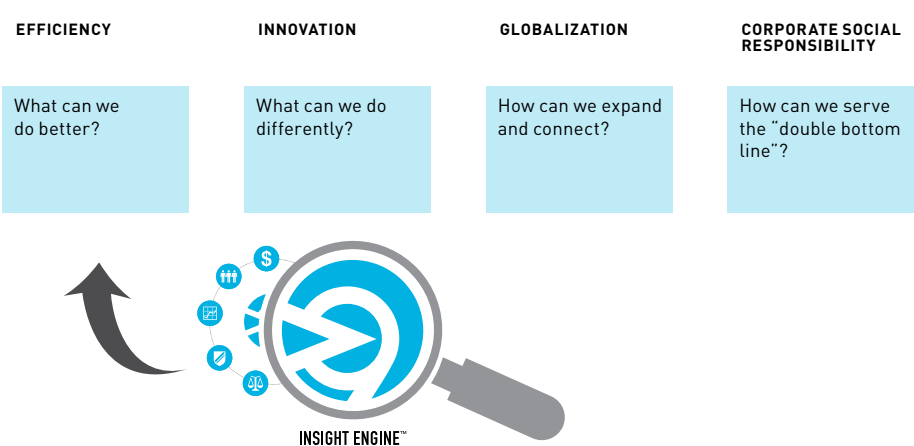 EFFICIENCY
INNOVATION
GLOBALIZATION
CORPORATE SOCIAL
RESPONSIBILITY
What can we
do better?
What can we do
differently?
How can we expand
and connect?
How can we serve
the “double bottom
line”?
$
INSIGHT ENGINE™